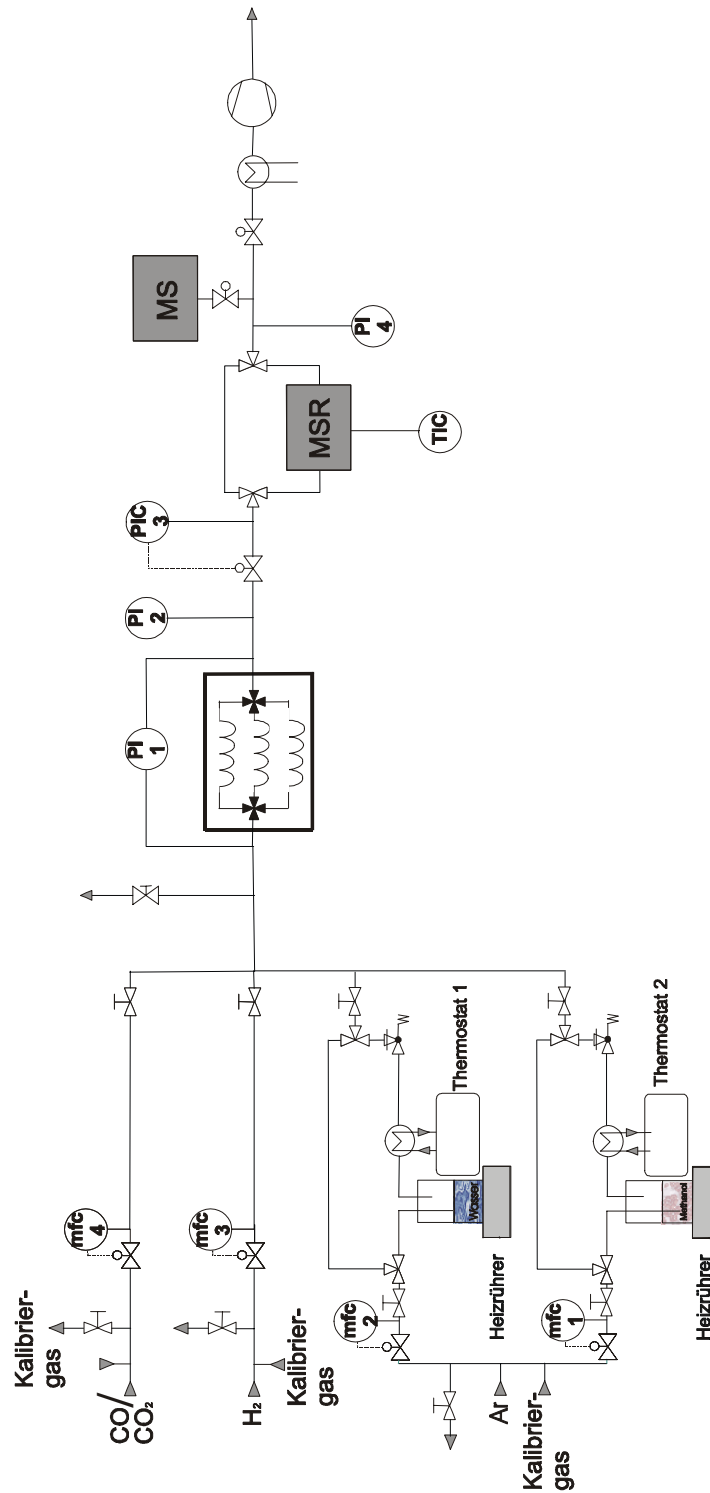 MS
PI
4
MSR
TIC
PIC
3
PI
2
PI
1
Kalibrier-
gas
CO/
CO₂
mfc
4
H₂
Kalibrier-
gas
mfc
3
Thermostat 1
W
Wasser
Heizrührer
mfc
2
Ar
Kalibrier-
gas
Thermostat 2
W
Methanol
Heizrührer
mfc
1